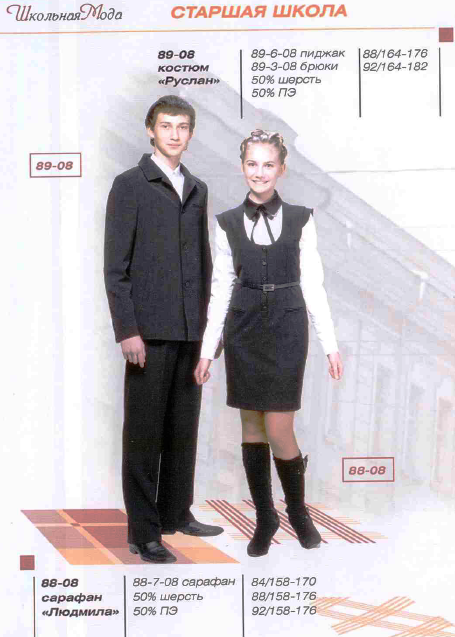 Школьная Мода
СТАРШАЯ ШКОЛА
89-08
костюм
«Руслан»
89-6-08 пиджак
89-3-08 брюки
50% шерсть
50% ПЭ
88/164-176
92/164-182
89-08
88-08
88-08
сарафан
«Людмила»
88-7-08 сарафан
50% шерсть
50% ПЭ
84/158-170
88/158-176
92/158-176